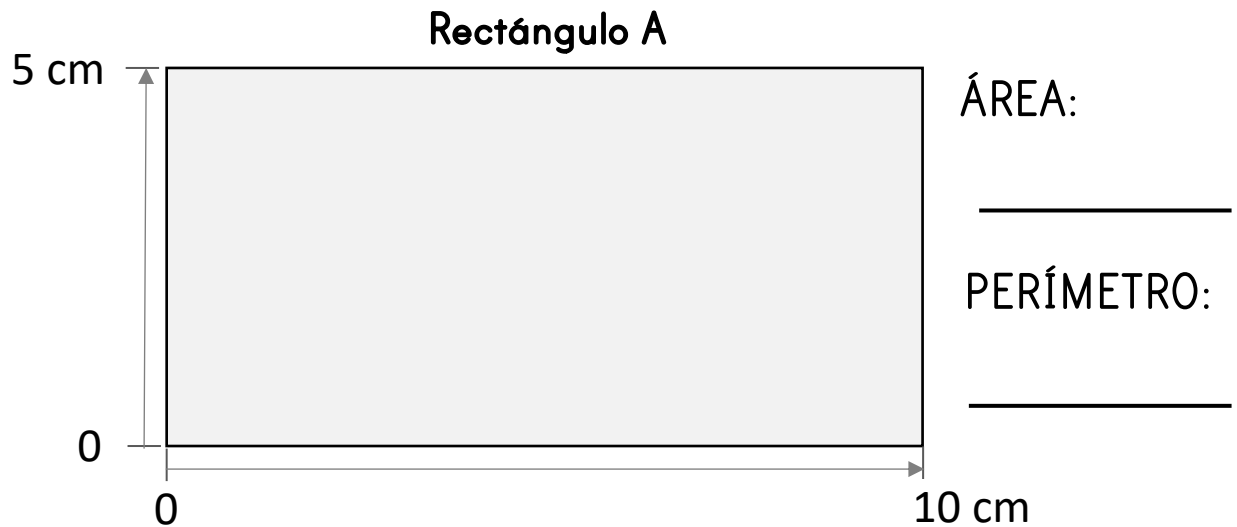 Rectángulo A
5 cm
ÁREA:
PERÍMETRO:
0
0
10 cm